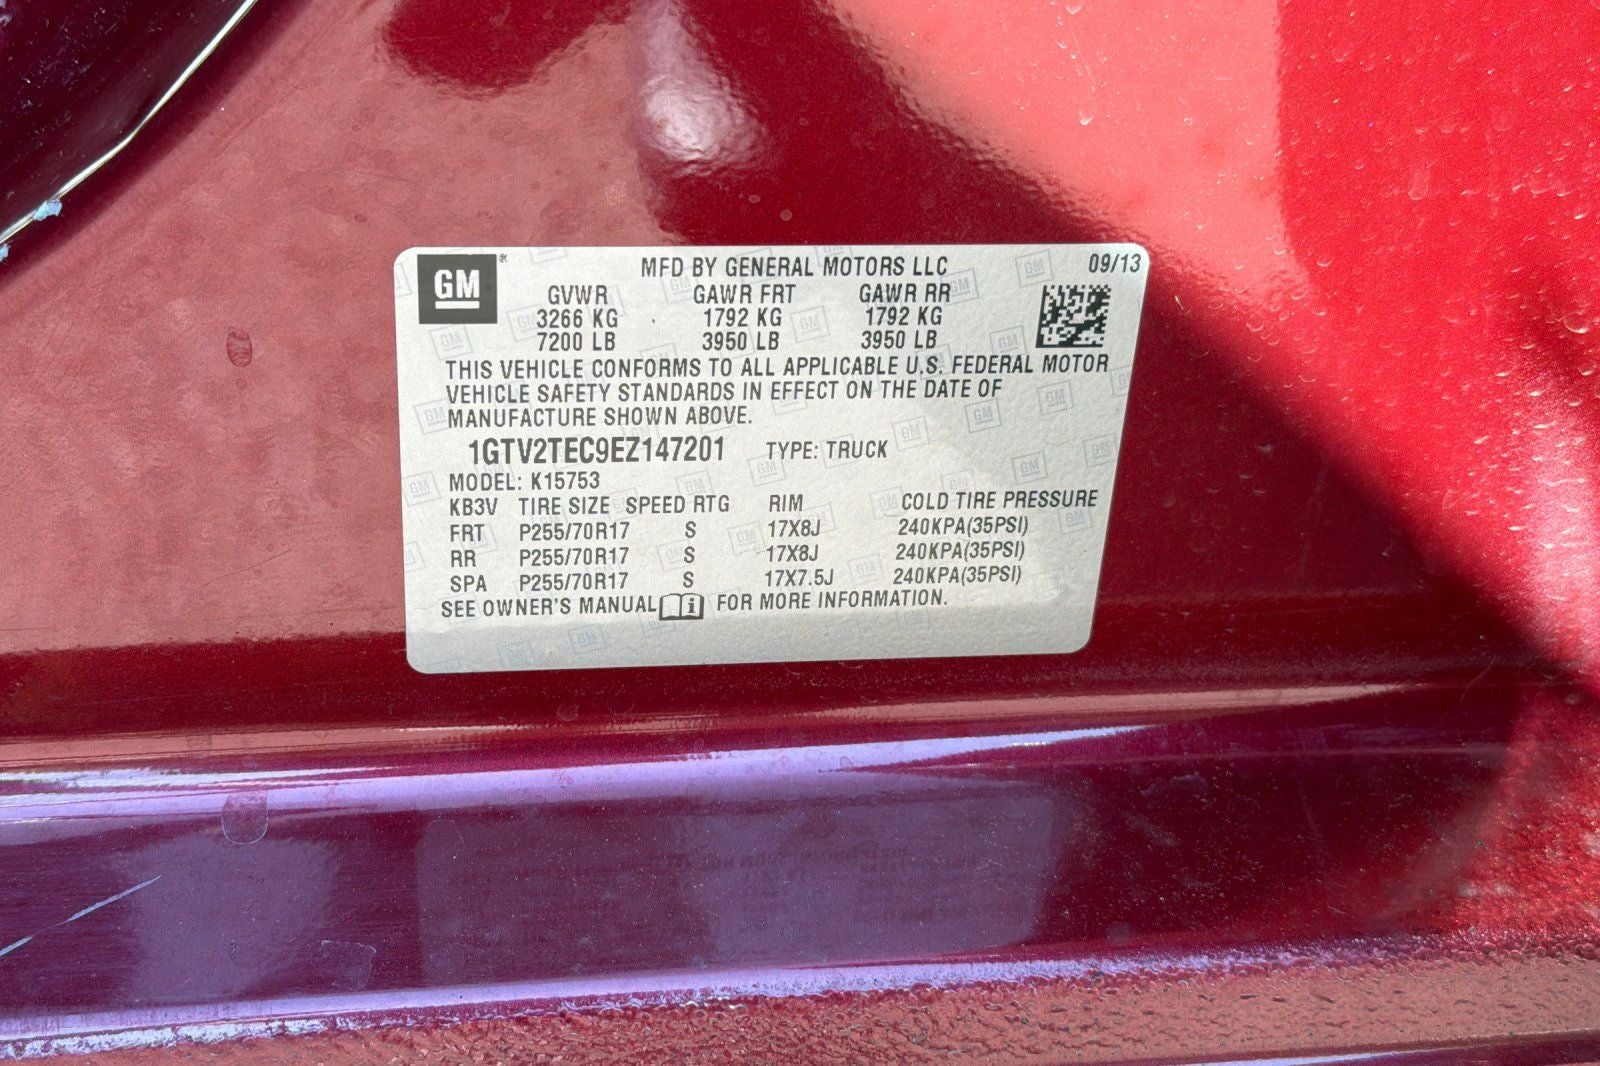 GM MFD BY GENERAL MOTORS LLC 09/13
GVWR GAWR FRT GAWR RR
3266 KG 1792 KG 1792 KG
7200 LB 3950 LB 3950 LB
THIS VEHICLE CONFORMS TO ALL APPLICABLE U.S. FEDERAL MOTOR
VEHICLE SAFETY STANDARDS IN EFFECT ON THE DATE OF
MANUFACTURE SHOWN ABOVE.
1GTV2TEC9EZ147201 TYPE: TRUCK
MODEL: K15753
KB3V TIRE SIZE SPEED RTG RIM COLD TIRE PRESSURE
FRT P255/70R17 S 17X8J 240KPA(35PSI)
RR P255/70R17 S 17X8J 240KPA(35PSI)
SPA P255/70R17 S 17X7.5J 240KPA(35PSI)
SEE OWNER'S MANUAL i FOR MORE INFORMATION.